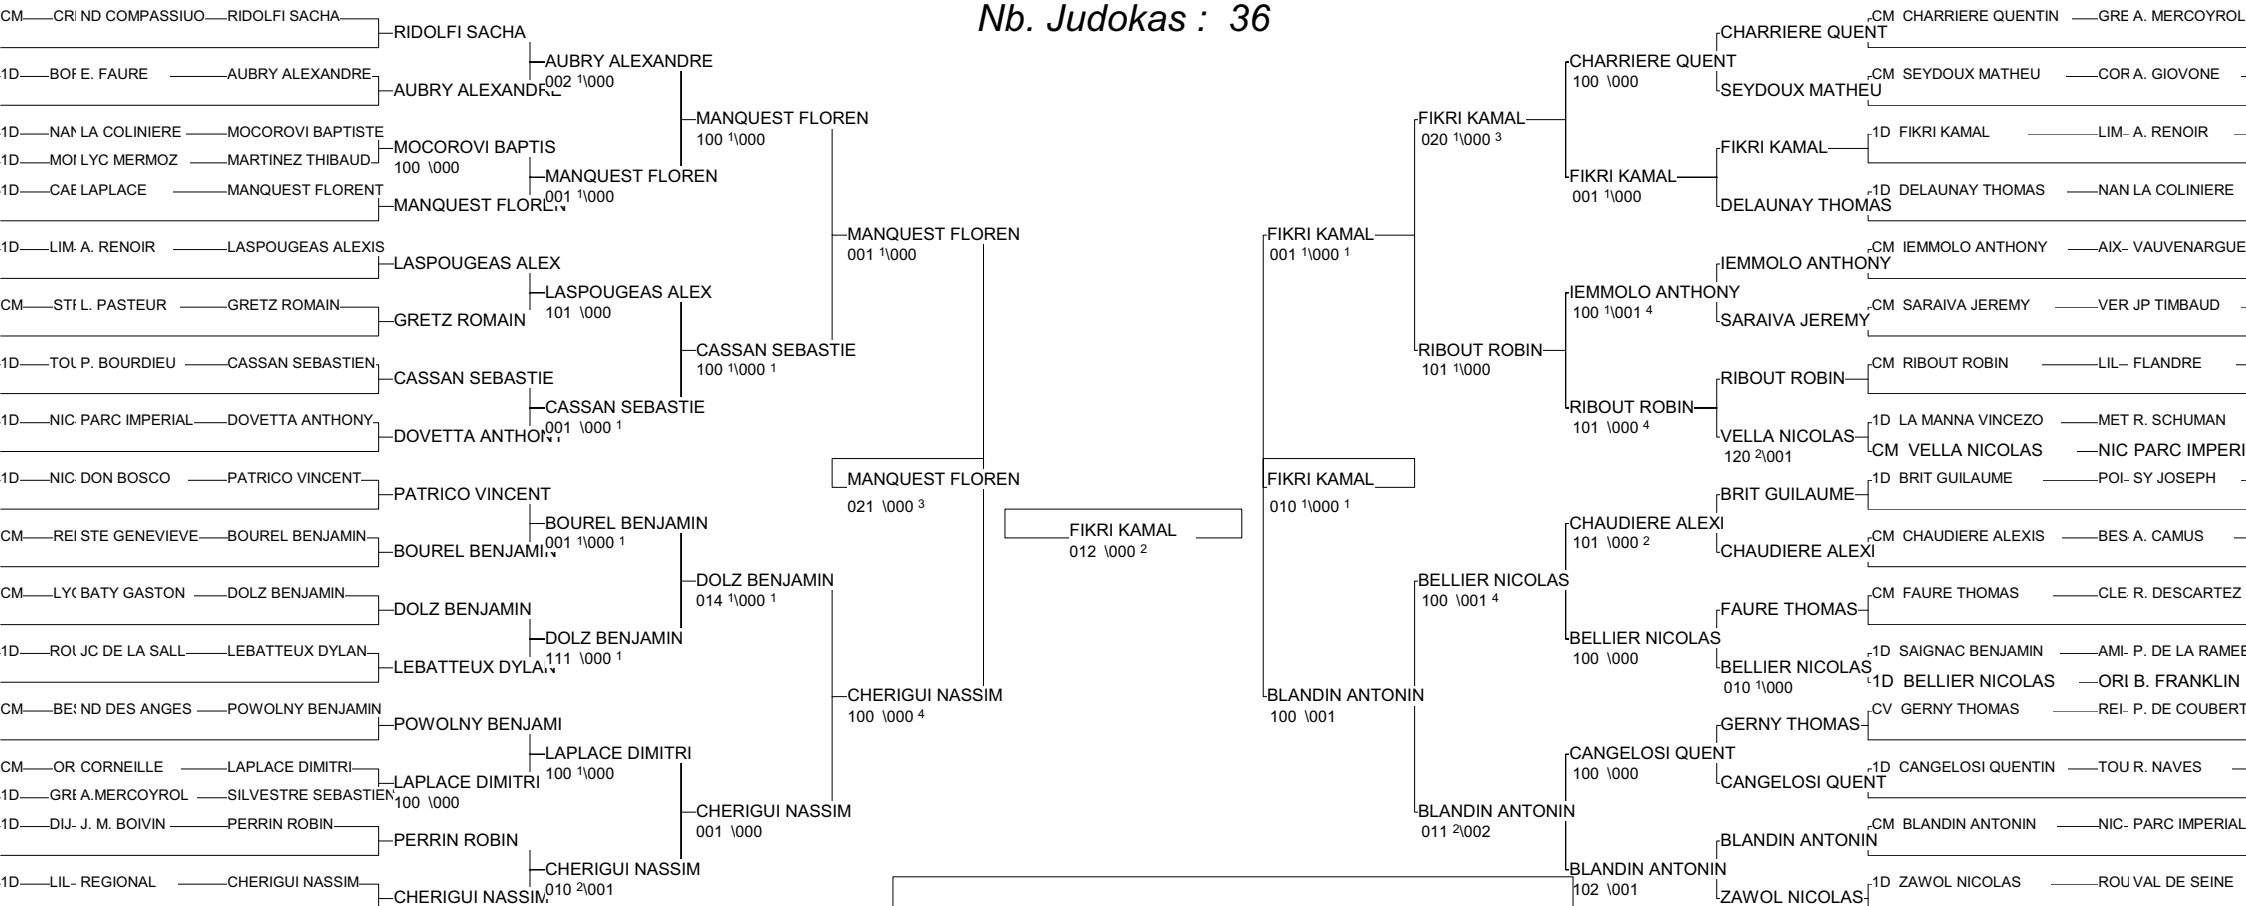 Nb. Judokas : 36
CM CRI ND COMPASSIUO RIDOLFI SACHA
1D BOF E. FAURE AUBRY ALEXANDRE
1D NAN LA COLINIERE MOCOROVI BAPTISTE
1D MOI LYC MERMOZ MARTINEZ THIBAUD
1D CAE LAPLACE MANQUEST FLORENT
1D LIM- A. RENOIR LASPOUGEAS ALEXIS
CM STI L. PASTEUR GRETZ ROMAIN
1D TOU P. BOURDIEU CASSAN SEBASTIEN
1D NIC PARC IMPERIAL DOVETTA ANTHONY
1D NIC DON BOSCO PATRICO VINCENT
CM REI STE GENEVIEVE BOUREL BENJAMIN
CM LY( BATY GASTON DOLZ BENJAMIN
1D ROU JC DE LA SALL LEBATTEUX DYLAN
CM BES ND DES ANGES POWOLNY BENJAMIN
CM OR CORNEILLE LAPLACE DIMITRI
1D GRE A.MERCOYROL SILVESTRE SEBASTIEN
1D DIJ- J. M. BOIVIN PERRIN ROBIN
1D LIL- REGIONAL CHERIGUI NASSIM
RIDOLFI SACHA
AUBRY ALEXANDRE
MOCOROVI BAPTIS
100 \000
MANQUEST FLOREN
LASPOUGEAS ALEX
GRETZ ROMAIN
CASSAN SEBASTIE
DOVETTA ANTHONY
PATRICO VINCENT
BOUREL BENJAMIN
DOLZ BENJAMIN
LEBATTEUX DYLAN
POWOLNY BENJAMI
LAPLACE DIMITRI
100 \000
PERRIN ROBIN
CHERIGUI NASSIM
AUBRY ALEXANDRE
002 1\000
MANQUEST FLOREN
001 1\000
LASPOUGEAS ALEX
101 \000
CASSAN SEBASTIE
001 \000 1
BOUREL BENJAMIN
001 1\000 1
DOLZ BENJAMIN
111 \000 1
LAPLACE DIMITRI
100 1\000
CHERIGUI NASSIM
010 2\001
MANQUEST FLOREN
100 1\000
CASSAN SEBASTIE
100 1\000 1
DOLZ BENJAMIN
014 1\000 1
CHERIGUI NASSIM
001 \000
MANQUEST FLOREN
001 1\000
CHERIGUI NASSIM
100 \000 4
MANQUEST FLOREN
021 \000 3
FIKRI KAMAL
012 \000 2
FIKRI KAMAL
010 1\000 1
FIKRI KAMAL
001 1\000 1
BLANDIN ANTONIN
100 \001
FIKRI KAMAL
020 1\000 3
RIBOUT ROBIN
101 1\000
BELLIER NICOLAS
100 \001 4
BLANDIN ANTONIN
011 2\002
CHARRIERE QUENT
100 \000
FIKRI KAMAL
001 1\000
IEMMOLO ANTHONY
100 1\001 4
RIBOUT ROBIN
101 \000 4
CHAUDIERE ALEXI
101 \000 2
BELLIER NICOLAS
100 \000
CANGELOSI QUENT
100 \000
BLANDIN ANTONIN
102 \001
CHARRIERE QUENT
SEYDOUX MATHEU
FIKRI KAMAL
DELAUNAY THOMAS
IEMMOLO ANTHONY
SARAIVA JEREMY
RIBOUT ROBIN
VELLA NICOLAS
120 2\001
BRIT GUILAUME
CHAUDIERE ALEXI
FAURE THOMAS
BELLIER NICOLAS
010 1\000
GERNY THOMAS
CANGELOSI QUENT
BLANDIN ANTONIN
ZAWOL NICOLAS
CM CHARRIERE QUENTIN GRE A. MERCOYROL
CM SEYDOUX MATHEU COR A. GIOVONE
1D FIKRI KAMAL LIM- A. RENOIR
1D DELAUNAY THOMAS NAN LA COLINIERE
CM IEMMOLO ANTHONY AIX- VAUVENARGUE
CM SARAIVA JEREMY VER JP TIMBAUD
CM RIBOUT ROBIN LIL- FLANDRE
1D LA MANNA VINCEZO MET R. SCHUMAN
CM VELLA NICOLAS NIC PARC IMPERI
1D BRIT GUILAUME POI- SY JOSEPH
CM CHAUDIERE ALEXIS BES A. CAMUS
CM FAURE THOMAS CLE R. DESCARTEZ
1D SAIGNAC BENJAMIN AMI- P. DE LA RAMEE
1D BELLIER NICOLAS ORI B. FRANKLIN
CV GERNY THOMAS REI- P. DE COUBERT
1D CANGELOSI QUENTIN TOU R. NAVES
CM BLANDIN ANTONIN NIC- PARC IMPERIAL
1D ZAWOL NICOLAS ROU VAL DE SEINE